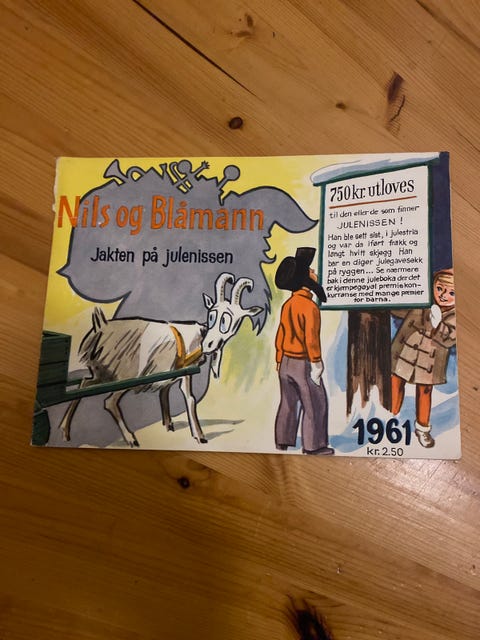 Nils og Blåmann
Jakten på julenissen
750 kr. utloves
til den eller de som finner
JULENISSEN !
Han ble sett sist, i julestria
og var da iført frakk og
langt hvitt skjegg Han
bar en diger julegavesekk
på ryggen... Se nærmere
bak i denne juleboka der det
er kjempegøyal premiekon-
kurranse med mange premier
for barna.
1961
kr. 2.50